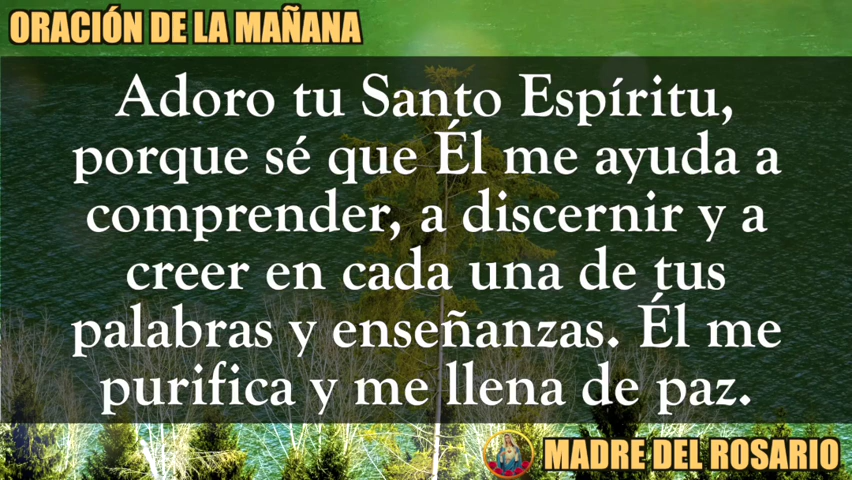 ORACIÓN DE LA MAÑANA
Adoro tu Santo Espíritu,
porque sé que Él me ayuda a
comprender, a discernir y a
creer en cada una de tus
palabras y enseñanzas. Él me
purifica y me llena de paz.
MADRE DEL ROSARIO